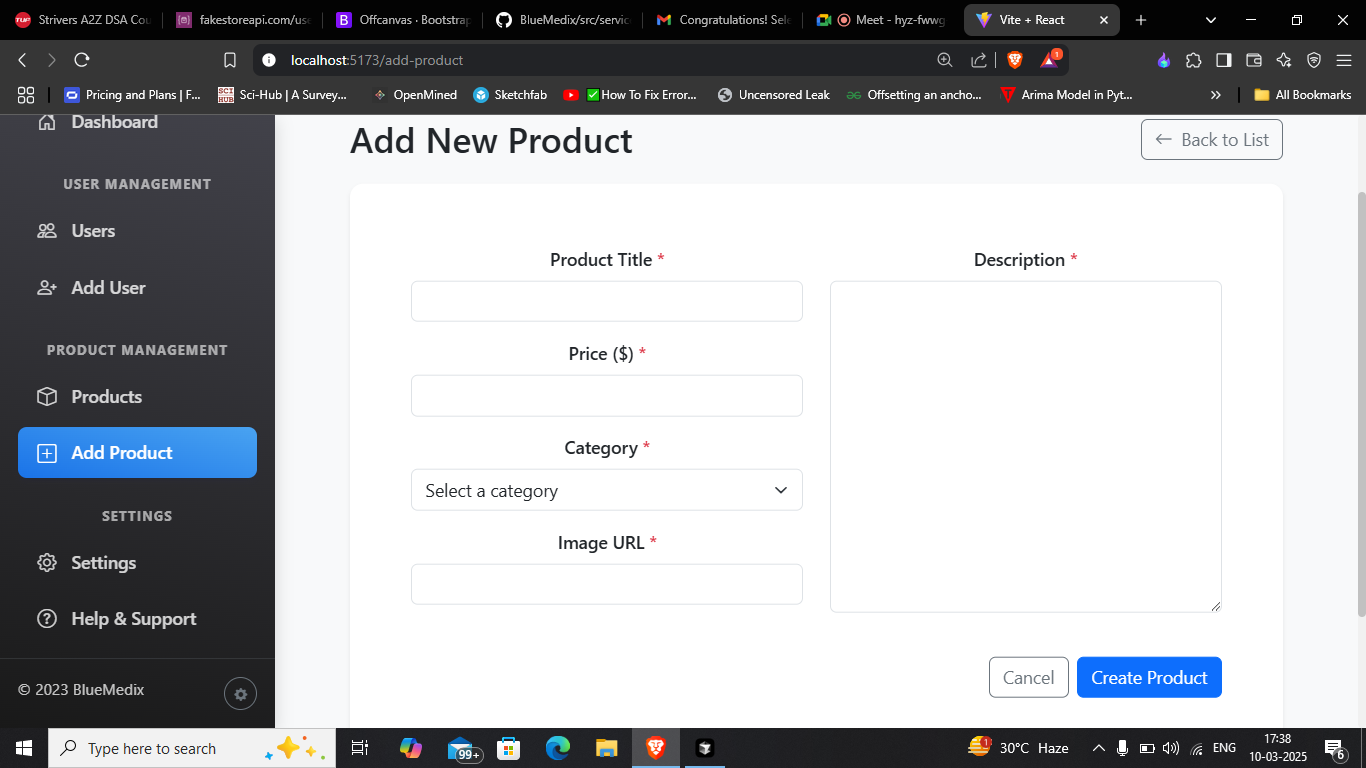 Strivers A2Z DSA Cou
fakestoreapi.com/use
Offcanvas · Bootstrap
BlueMedix/src/servic
Congratulations! Sele
Meet - hyz-fwwg
Vite + React
localhost:5173/add-product
1
Pricing and Plans | F...
SCI HUB
Sci-Hub | A Survey...
OpenMined
Sketchfab
How To Fix Error...
Uncensored Leak
Offsetting an ancho...
Arima Model in Pyt...
All Bookmarks
Dashboard
USER MANAGEMENT
Users
Add User
PRODUCT MANAGEMENT
Products
Add Product
SETTINGS
Settings
Help & Support
© 2023 BlueMedix
Add New Product
Back to List
Product Title *
Price ($) *
Category *
Select a category
Image URL *
Description *
Cancel
Create Product
Type here to search
99+
1
30°C Haze
ENG
17:38
10-03-2025
6